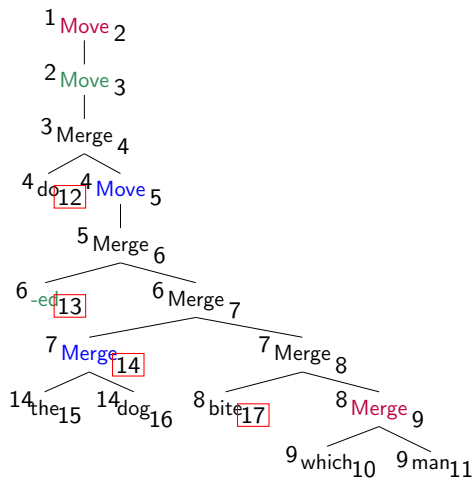 1 Move 2
2 Move 3
3 Merge 4
4 do 12 4 Move 5
5 Merge 6
6 -ed 13 6 Merge 7
7 Merge 14 7 Merge 8
14 the 15 14 dog 16 8 bite 17 8 Merge 9
9 which 10 9 man 11